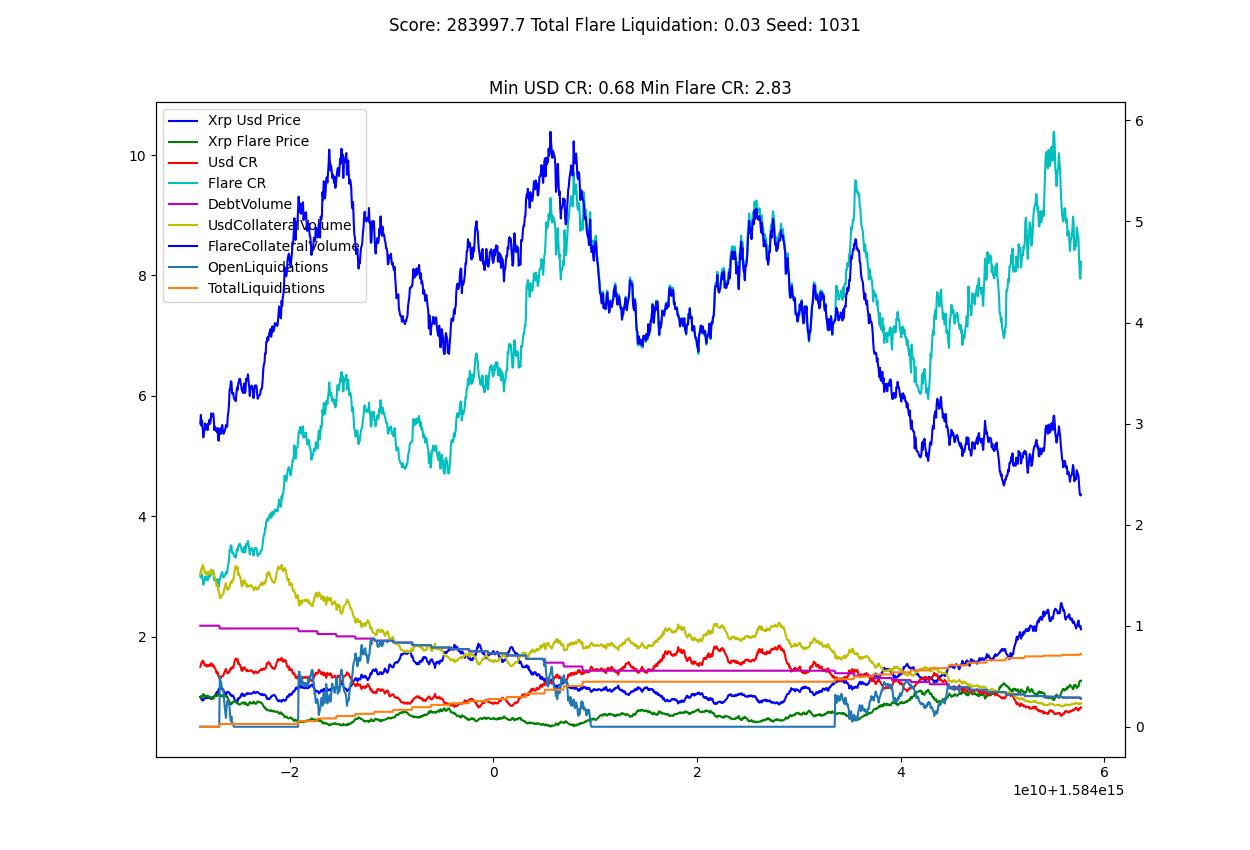 Score: 283997.7 Total Flare Liquidation: 0.03 Seed: 1031
Min USD CR: 0.68 Min Flare CR: 2.83
Xrp Usd Price
Xrp Flare Price
Usd CR
Flare CR
DebtVolume
UsdCollateralVolume
FlareCollateralVolume
OpenLiquidations
TotalLiquidations
10
8
6
4
2
6
5
4
3
2
1
0
−2
0
2
4
6
1e10+1.584e15